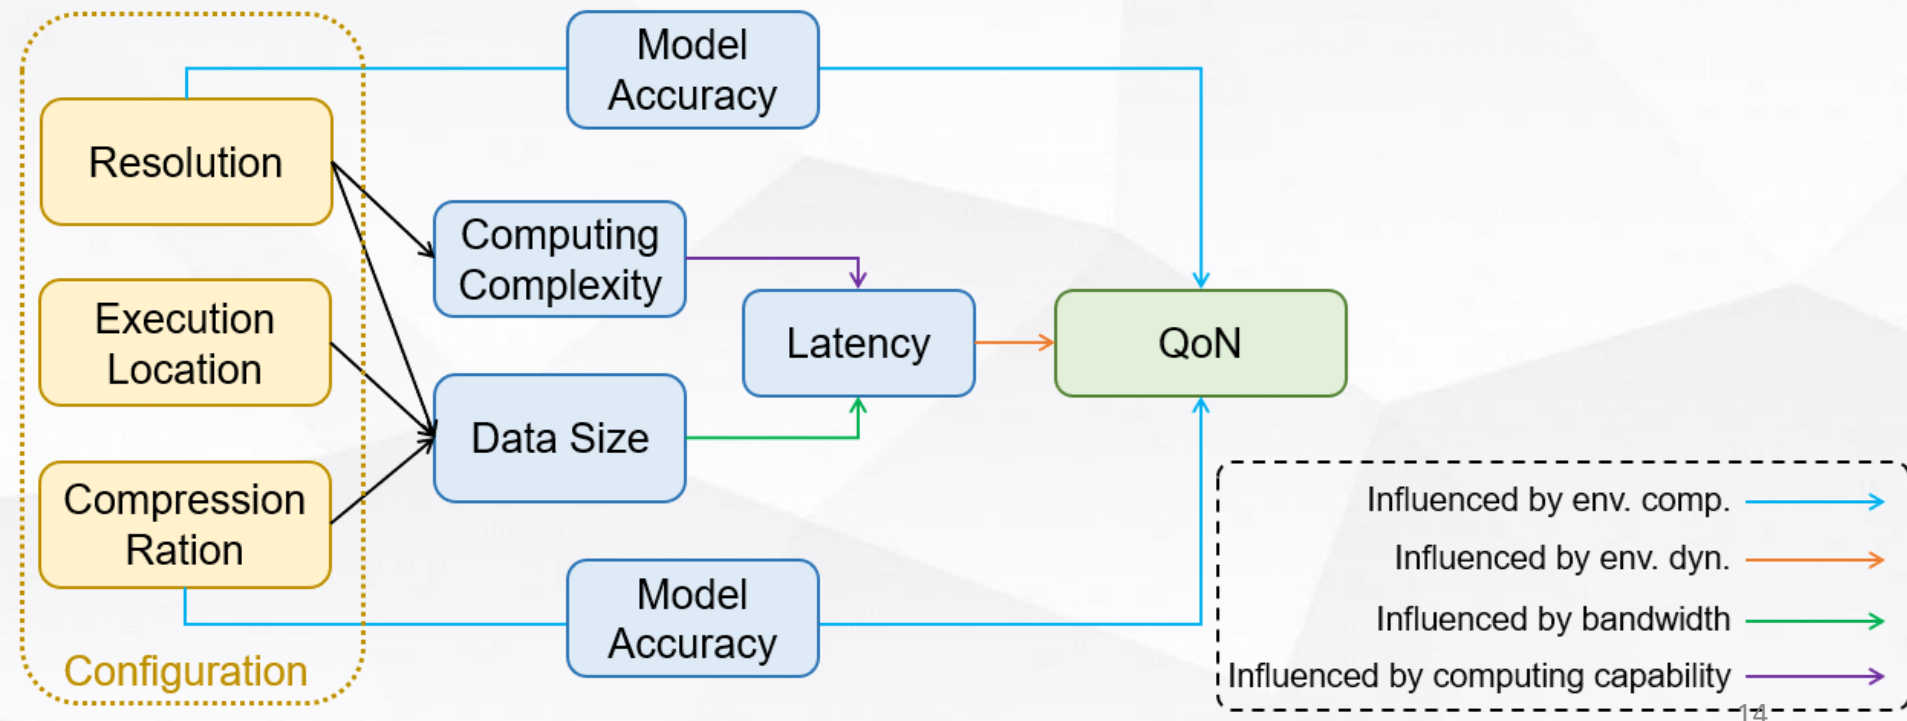 Model
Accuracy
Resolution
Computing
Complexity
Execution
Location
Latency
QoN
Data Size
Compression
Ration
Model
Accuracy
Configuration
Influenced by env. comp.
Influenced by env. dyn.
Influenced by bandwidth
Influenced by computing capability
14